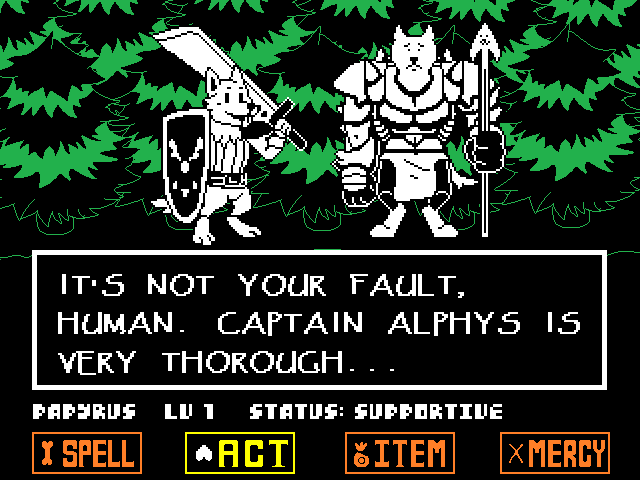 IT'S NOT YOUR FAULT,
HUMAN. CAPTAIN ALPHYS IS
VERY THOROUGH...
PAPYRUS LV 1 STATUS: SUPPORTIVE
SPELL ACT ITEM MERCY